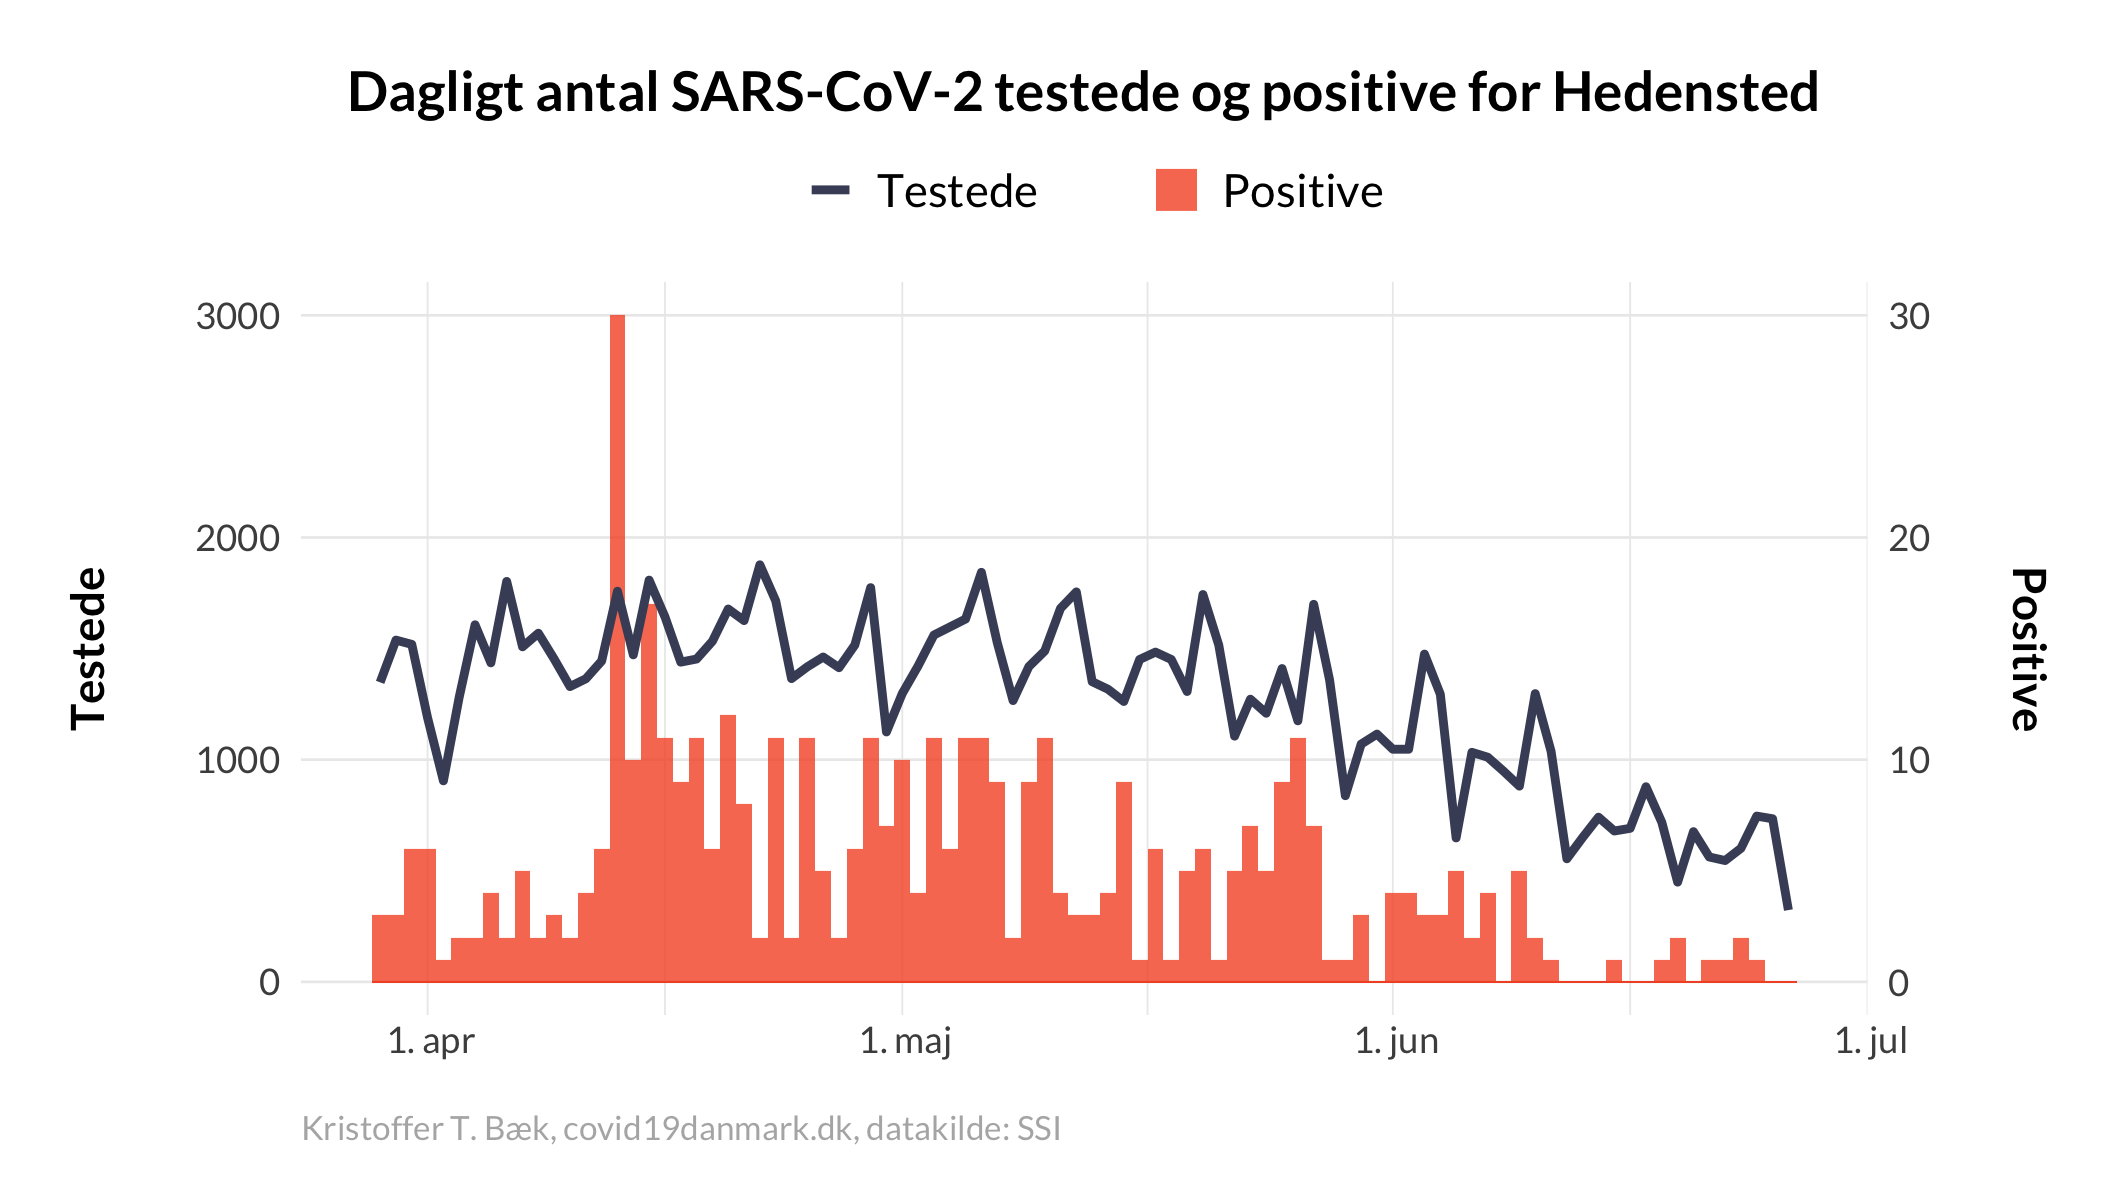 Dagligt antal SARS-CoV-2 testede og positive for Hedensted
Testede Positive
3000 30
2000 20
1000 10
0 0
Testede
Positive
1. apr 1. maj 1. jun 1. jul
Kristoffer T. Bæk, covid19danmark.dk, datakilde: SSI